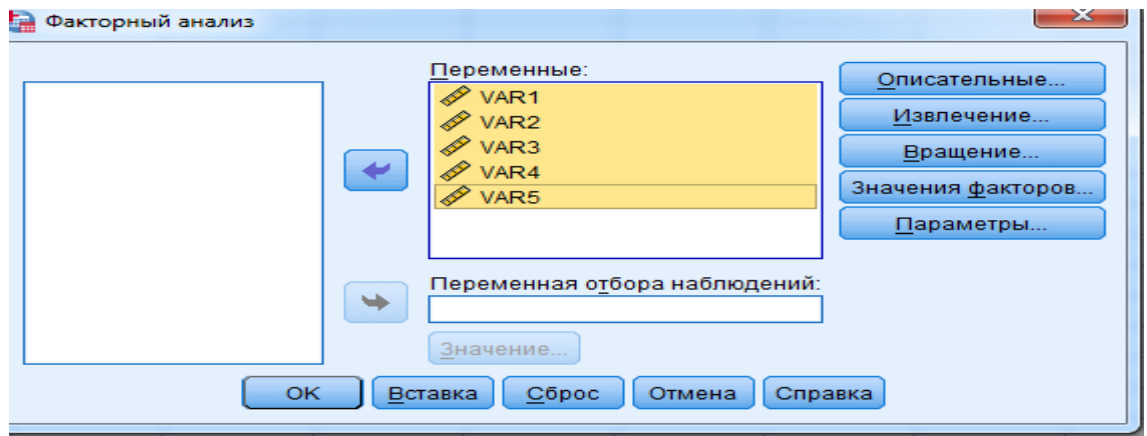 Факторный анализ
Переменные:
VAR1
VAR2
VAR3
VAR4
VAR5
Описательные...
Извлечение...
Вращение...
Значения факторов...
Параметры...
Переменная отбора наблюдений:
Значение...
OK
Вставка
Сброс
Отмена
Справка